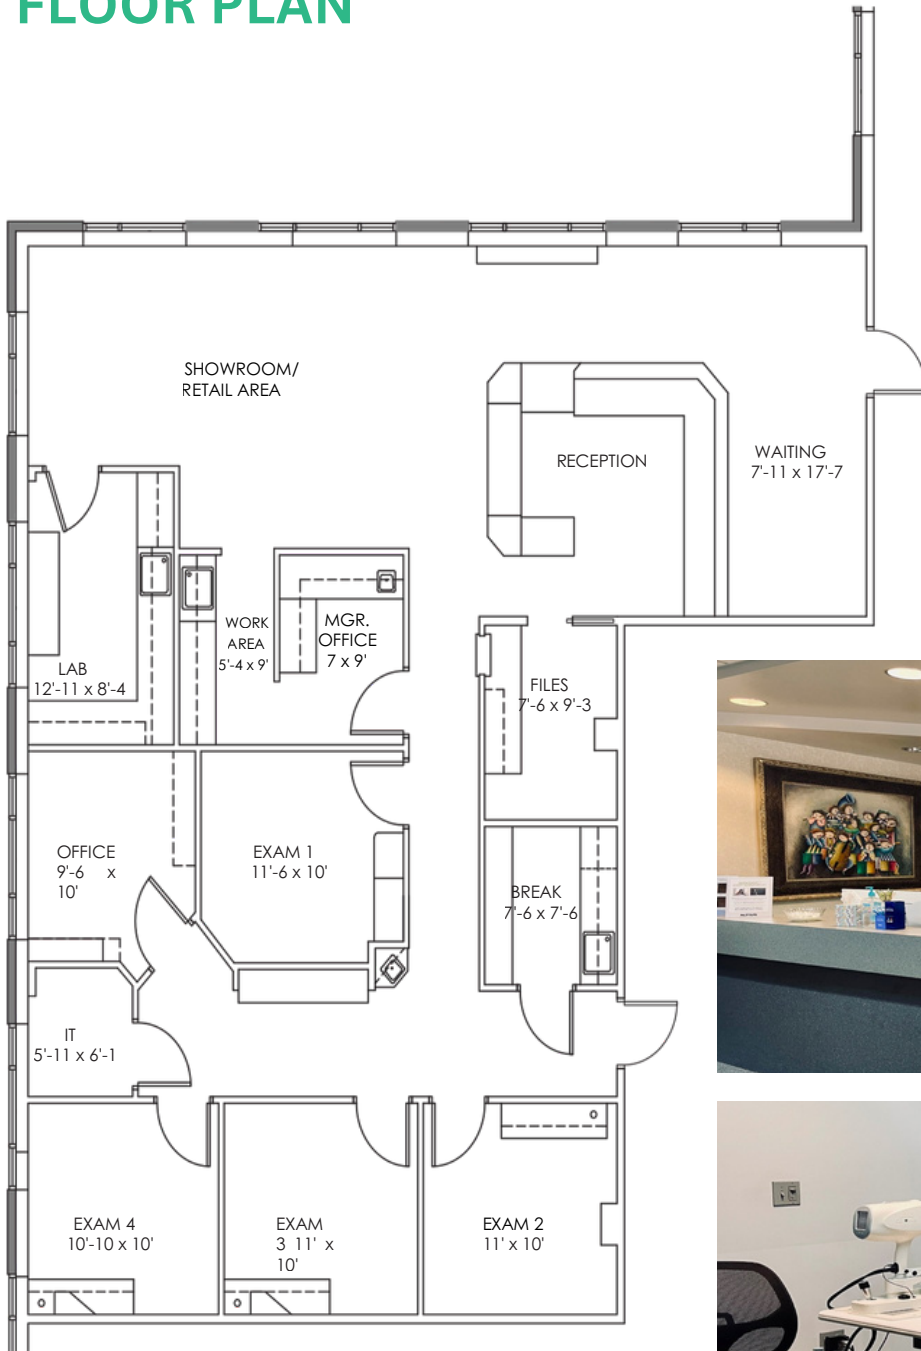 FLOOR PLAN
SHOWROOM/
RETAIL AREA
RECEPTION
WAITING
7'-11 x 17'-7
WORK
AREA
5'-4 x 9'
MGR.
OFFICE
7 x 9'
LAB
12'-11 x 8'-4
FILES
7'-6 x 9'-3
OFFICE
9'-6 x
10'
EXAM 1
11'-6 x 10'
BREAK
7'-6 x 7'-6
IT
5'-11 x 6'-1
EXAM 4
10'-10 x 10'
EXAM
3 11' x
10'
EXAM 2
11' x 10'